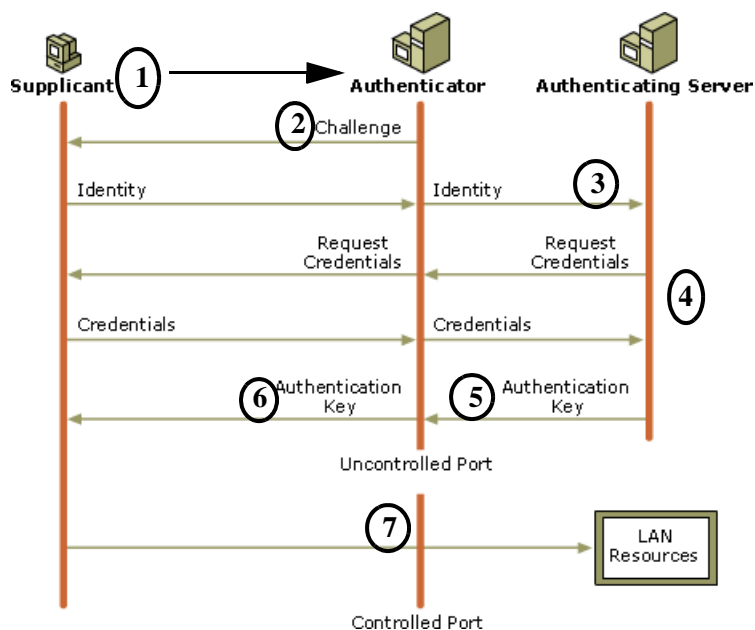 Supplicant 1 Authenticator Authenticating Server
2 Challenge
Identity Identity 3
Request
Credentials
Request
Credentials
4
Credentials Credentials
6 Authentication
Key
5 Authentication
Key
Uncontrolled Port
7
LAN
Resources
Controlled Port